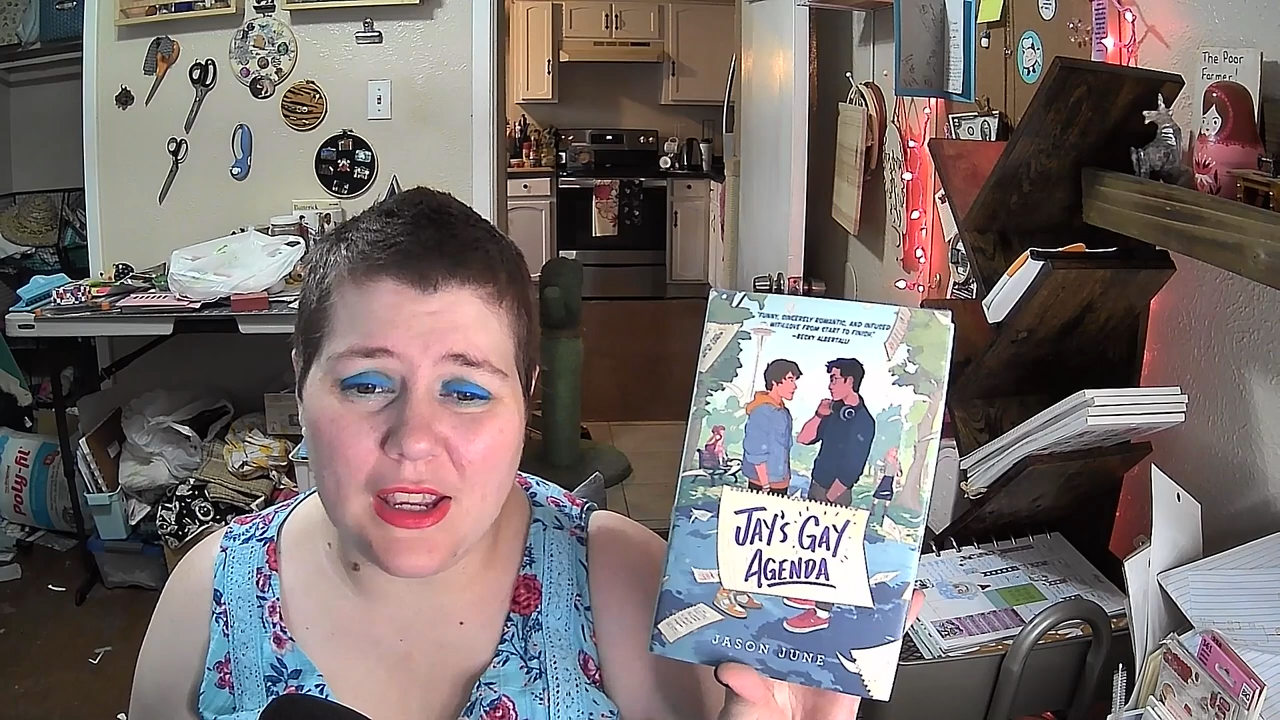 The Poor
Farmer!
Butterick
Poly-fil
"FUNNY, SINCERELY ROMANTIC, AND INFUSED
WITH LOVE FROM START TO FINISH."
—BECKY ALBERTALLI
JAY'S GAY
AGENDA
JASON JUNE